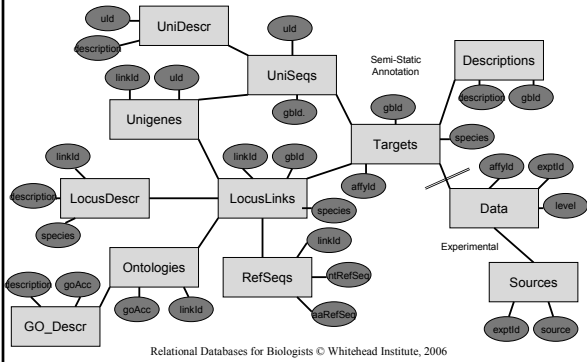 uId
UniDescr
description
uId
UniSeqs
gbId.
linkId
uId
Unigenes
Semi-Static
Annotation
Descriptions
description
gbId
gbId
Targets
species
affyId
linkId
gbId
LocusLinks
species
linkId
LocusDescr
description
species
affyId
exptId
Data
level
Experimental
linkId
RefSeqs
ntRefSeq
aaRefSeq
Ontologies
goAcc
linkId
description
goAcc
GO_Descr
Sources
exptId
source
Relational Databases for Biologists © Whitehead Institute, 2006